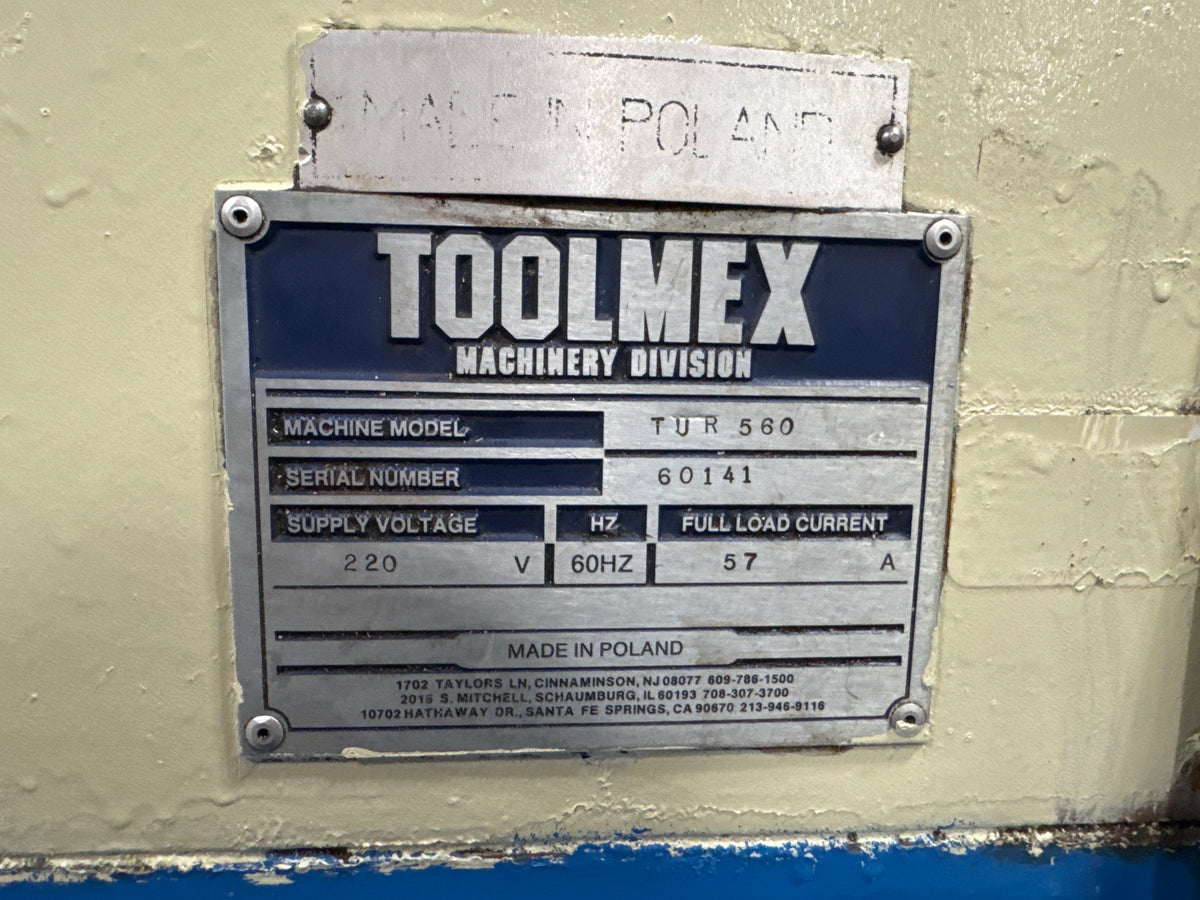 MADE IN POLAND
TOOLMEX
MACHINERY DIVISION
MACHINE MODEL TUR 560
SERIAL NUMBER 60141
SUPPLY VOLTAGE HZ FULL LOAD CURRENT
220 V 60HZ 57 A
MADE IN POLAND
1702 TAYLORS LN, CINNAMINSON, NJ 08077 609-786-1500
2015 S. MITCHELL, SCHAUMBURG, IL 60193 708-307-3700
10702 HATHAWAY DR., SANTA FE SPRINGS, CA 90670 213-946-9116